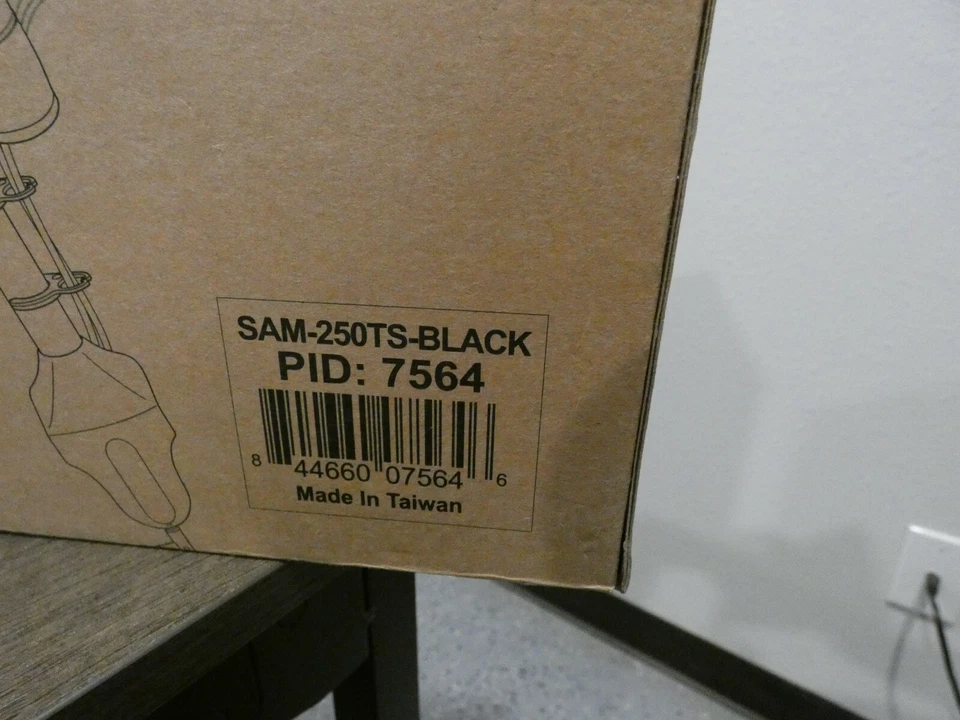 SAM-250TS-BLACK
PID: 7564
8 44660 07564 6
Made In Taiwan